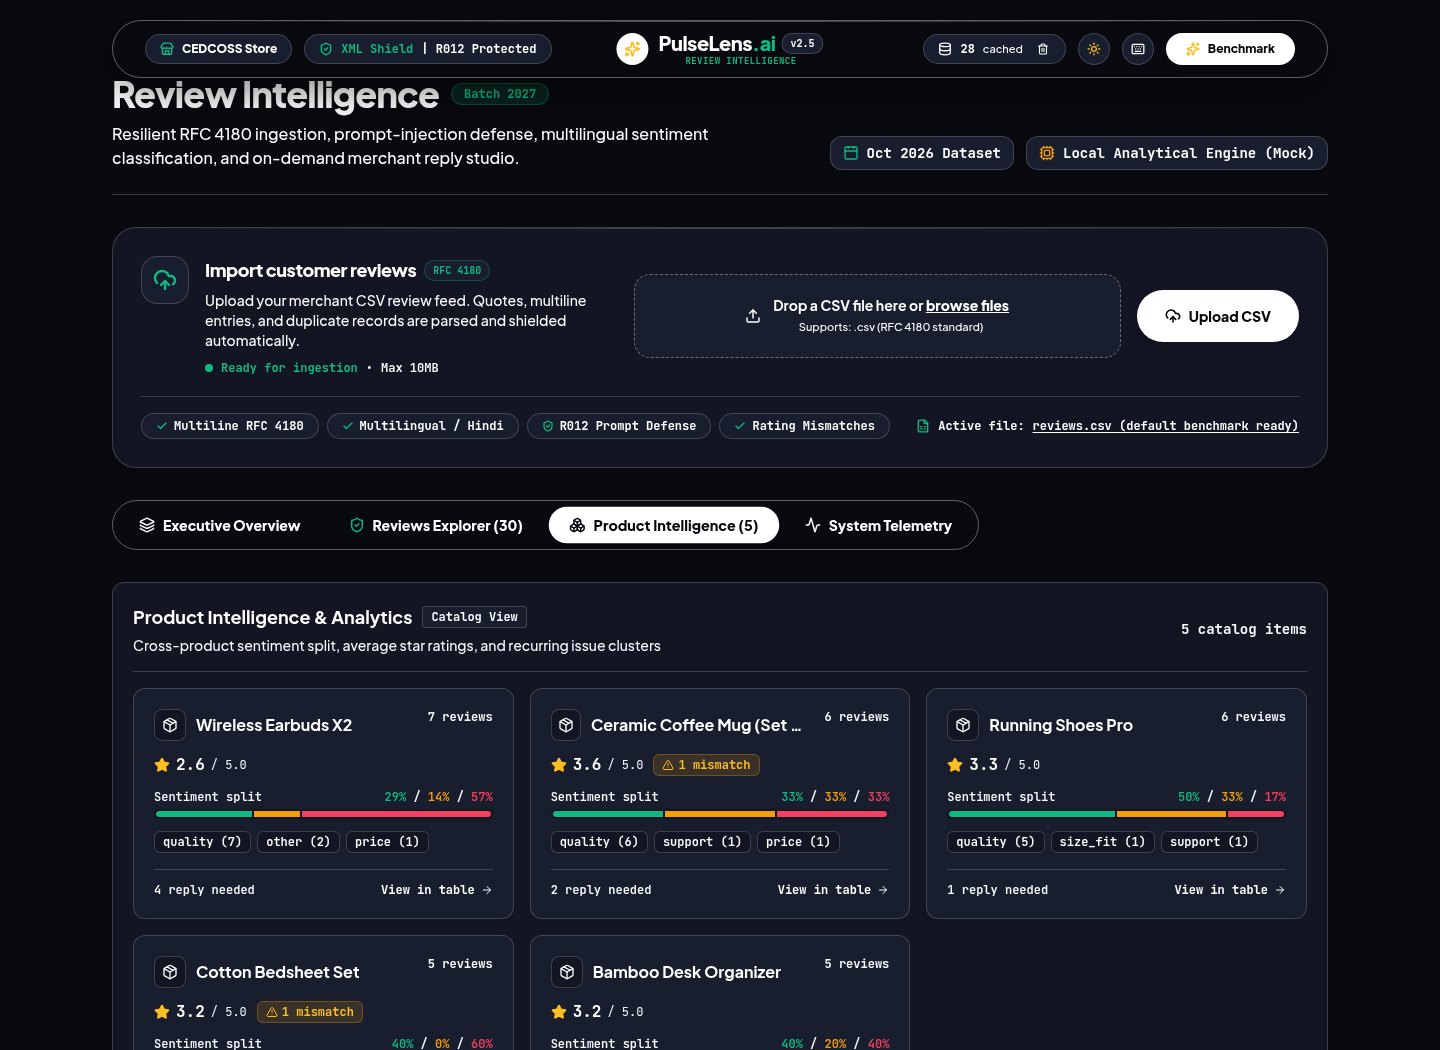 CEDCOSS Store
XML Shield | R012 Protected
PulseLens.ai v2.5
REVIEW INTELLIGENCE
28 cached
Benchmark
Review Intelligence Batch 2027
Resilient RFC 4180 ingestion, prompt-injection defense, multilingual sentiment
classification, and on-demand merchant reply studio.
Oct 2026 Dataset
Local Analytical Engine (Mock)
Import customer reviews RFC 4180
Upload your merchant CSV review feed. Quotes, multiline
entries, and duplicate records are parsed and shielded
automatically.
Ready for ingestion • Max 10MB
Drop a CSV file here or browse files
Supports: .csv (RFC 4180 standard)
Upload CSV
Multiline RFC 4180
Multilingual / Hindi
R012 Prompt Defense
Rating Mismatches
Active file: reviews.csv (default benchmark ready)
Executive Overview
Reviews Explorer (30)
Product Intelligence (5)
System Telemetry
Product Intelligence & Analytics Catalog View
Cross-product sentiment split, average star ratings, and recurring issue clusters
5 catalog items
Wireless Earbuds X2
7 reviews
2.6 / 5.0
Sentiment split 29% / 14% / 57%
quality (7) other (2) price (1)
4 reply needed View in table →
Ceramic Coffee Mug (Set …
6 reviews
3.6 / 5.0 1 mismatch
Sentiment split 33% / 33% / 33%
quality (6) support (1) price (1)
2 reply needed View in table →
Running Shoes Pro
6 reviews
3.3 / 5.0
Sentiment split 50% / 33% / 17%
quality (5) size_fit (1) support (1)
1 reply needed View in table →
Cotton Bedsheet Set
5 reviews
3.2 / 5.0 1 mismatch
Sentiment split 40% / 0% / 60%
Bamboo Desk Organizer
5 reviews
3.2 / 5.0
Sentiment split 40% / 20% / 40%